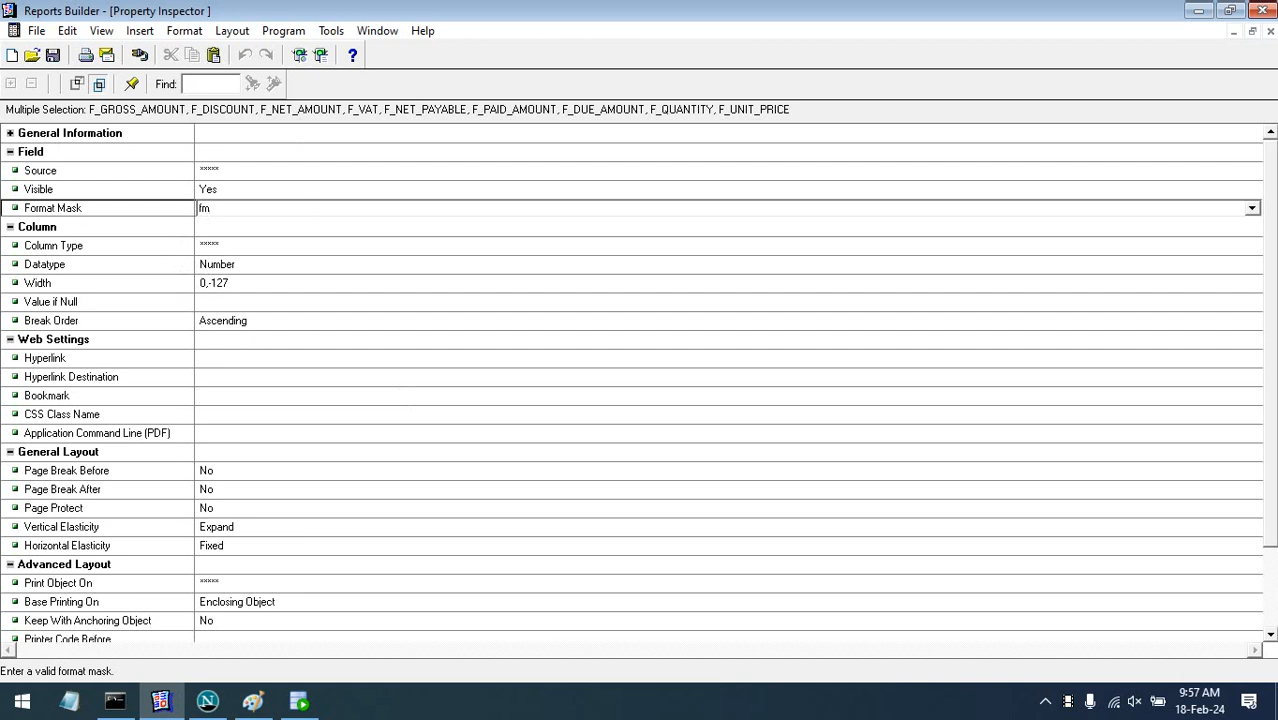 Reports Builder - [Property Inspector ]
File Edit View Insert Format Layout Program Tools Window Help
Find:
Multiple Selection: F_GROSS_AMOUNT, F_DISCOUNT, F_NET_AMOUNT, F_VAT, F_NET_PAYABLE, F_PAID_AMOUNT, F_DUE_AMOUNT, F_QUANTITY, F_UNIT_PRICE
General Information
Field
Source *****
Visible Yes
Format Mask fm
Column
Column Type *****
Datatype Number
Width 0,-127
Value if Null
Break Order Ascending
Web Settings
Hyperlink
Hyperlink Destination
Bookmark
CSS Class Name
Application Command Line (PDF)
General Layout
Page Break Before No
Page Break After No
Page Protect No
Vertical Elasticity Expand
Horizontal Elasticity Fixed
Advanced Layout
Print Object On *****
Base Printing On Enclosing Object
Keep With Anchoring Object No
Printer Code Before
Enter a valid format mask.
9:57 AM
18-Feb-24